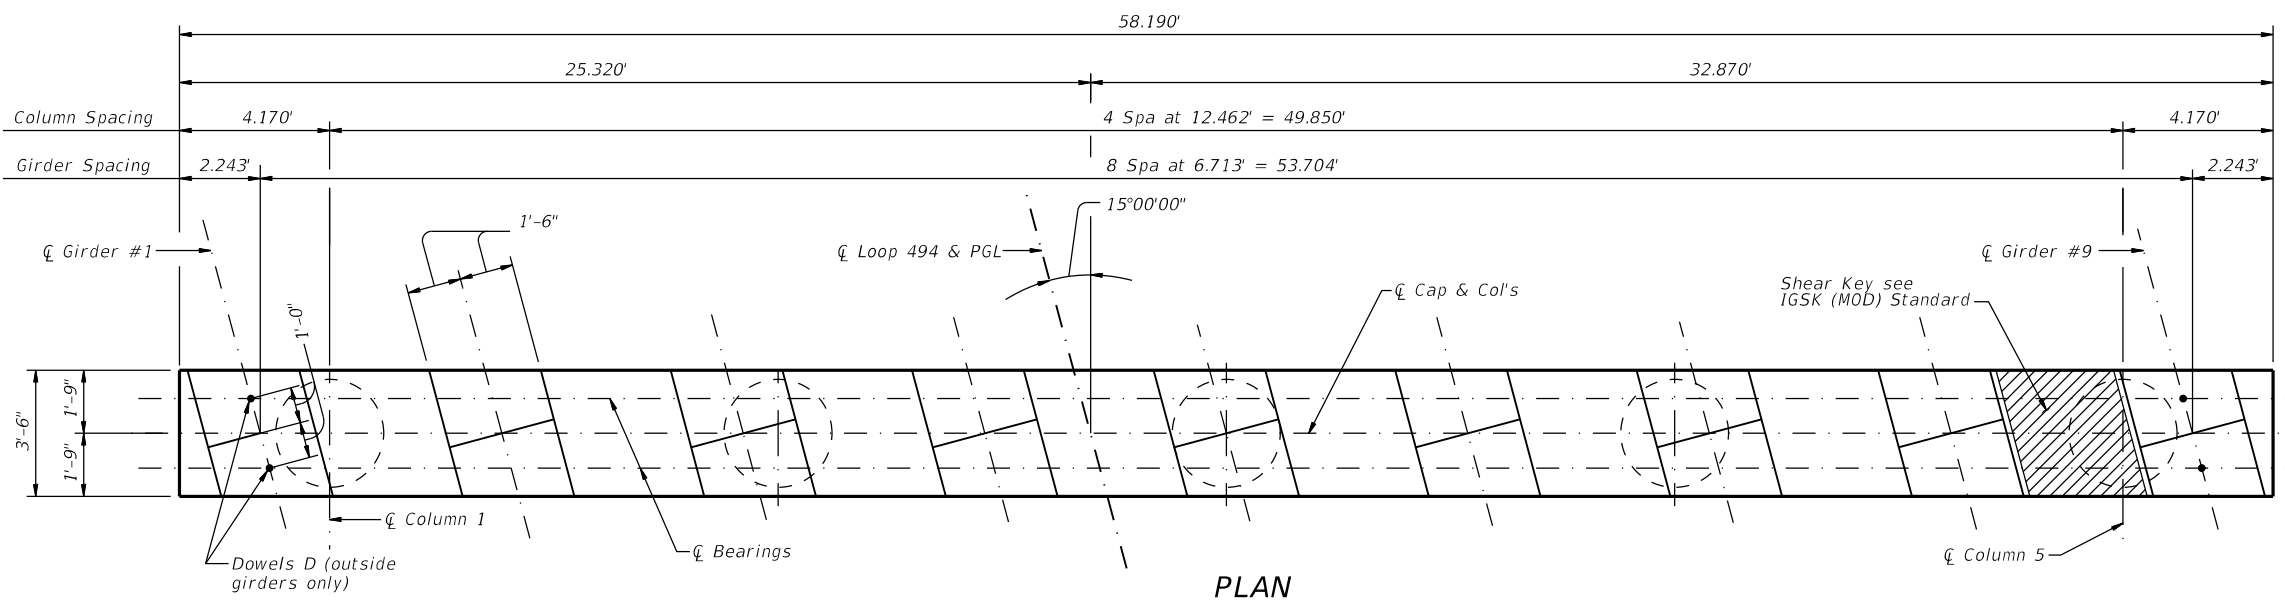 58.190'
25.320'
32.870'
Column Spacing
4.170'
4 Spa at 12.462' = 49.850'
4.170'
Girder Spacing
2.243'
8 Spa at 6.713' = 53.704'
2.243'
15°00'00"
1'-6"
℄ Girder #1
℄ Loop 494 & PGL
℄ Girder #9
Shear Key see
IGSK (MOD) Standard
℄ Cap & Col's
1'-0"
3'-6"
1'-9"
1'-9"
℄ Column 1
℄ Bearings
℄ Column 5
Dowels D (outside
girders only)
PLAN